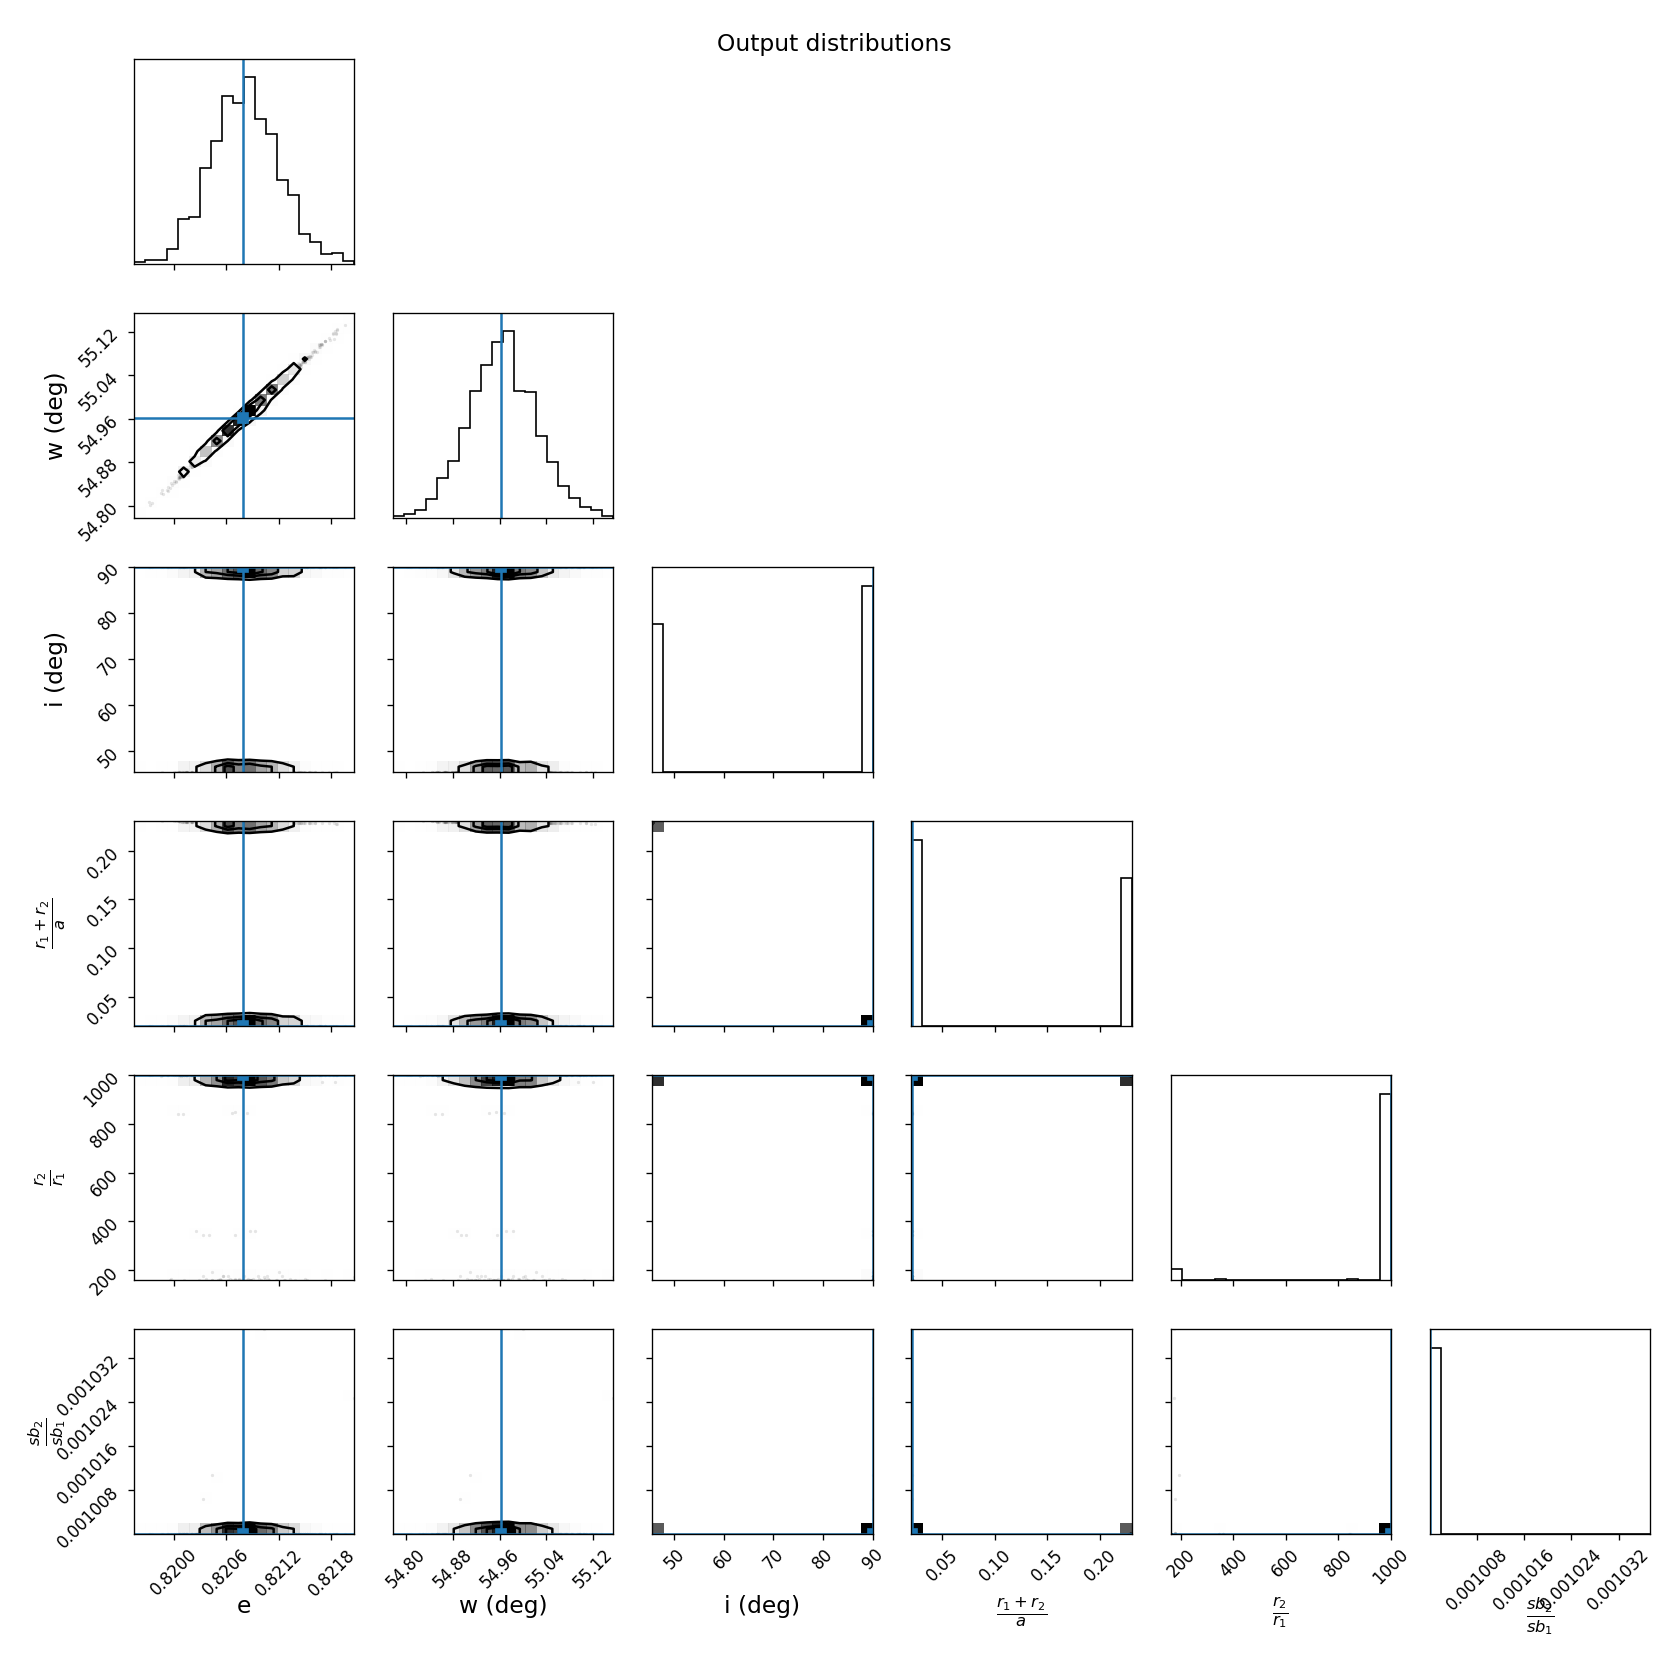 Output distributions
w (deg)
55.12
55.04
54.96
54.88
54.80
i (deg)
90
80
70
60
50
r₁ + r₂
a
0.20
0.15
0.10
0.05
r₂
r₁
1000
800
600
400
200
sb₂
sb₁
0.001032
0.001024
0.001016
0.001008
0.8200 0.8206 0.8212 0.8218
54.80 54.88 54.96 55.04 55.12
50 60 70 80 90
0.05 0.10 0.15 0.20
200 400 600 800 1000
0.001008 0.001016 0.001024 0.001032
e
w (deg)
i (deg)
r₁ + r₂
a
r₂
r₁
sb₂
sb₁